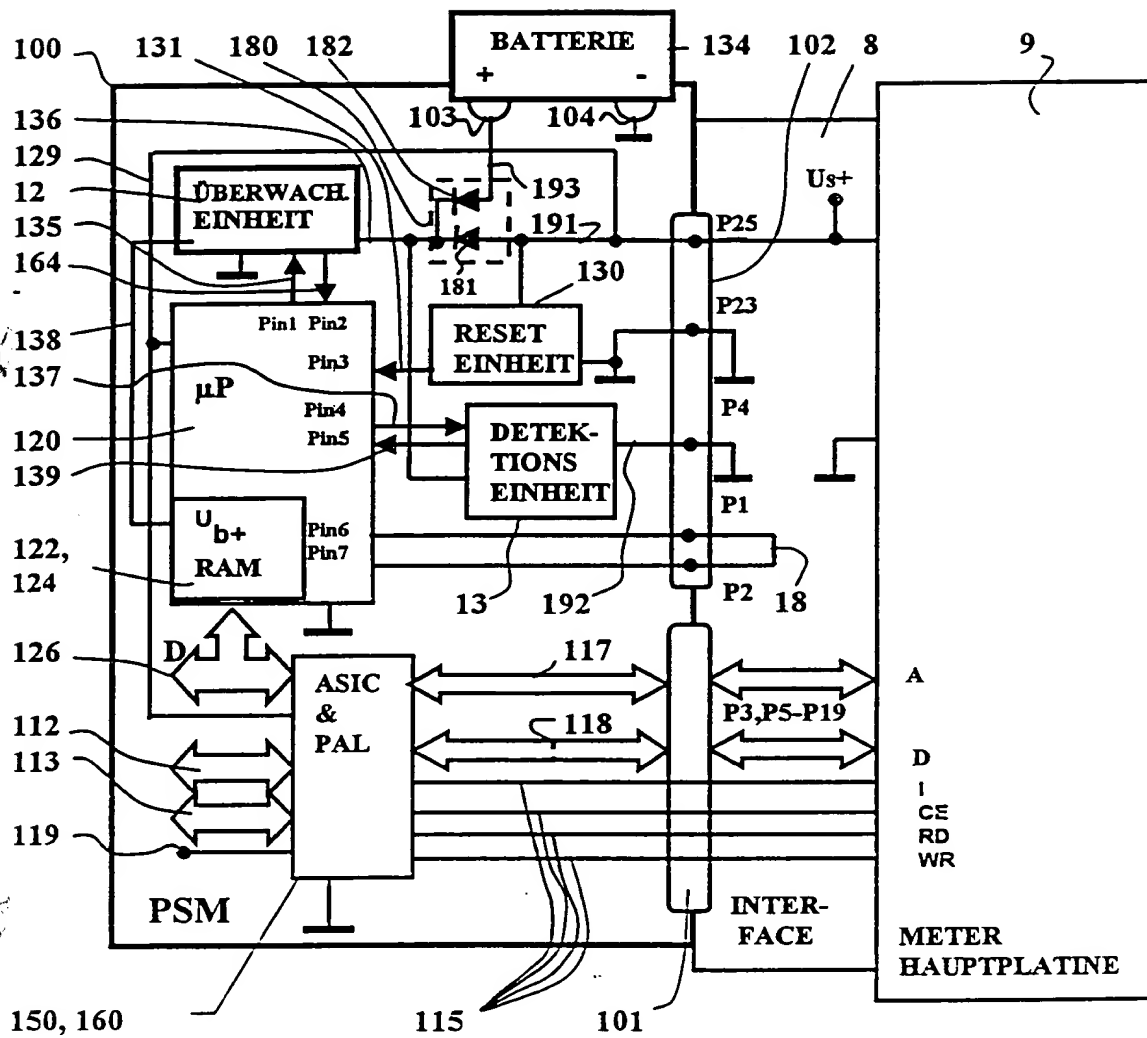 100
131
180
182
BATTERIE
+ -
134
102
8
9
136
103
104
129
12
ÜBERWACH.
EINHEIT
193
Us+
135
191
P25
164
181
130
138
Pin1 Pin2
RESET
EINHEIT
P23
137
Pin3
µP
Pin4
P4
120
Pin5
DETEK-
TIONS
EINHEIT
139
P1
Ub+
RAM
Pin6
Pin7
122,
124
13
192
P2
18
126
D
ASIC
&
PAL
117
A
P3,P5-P19
112
118
D
113
I
CE
RD
119
WR
PSM
INTER-
FACE
METER
HAUPTPLATINE
150, 160
115
101